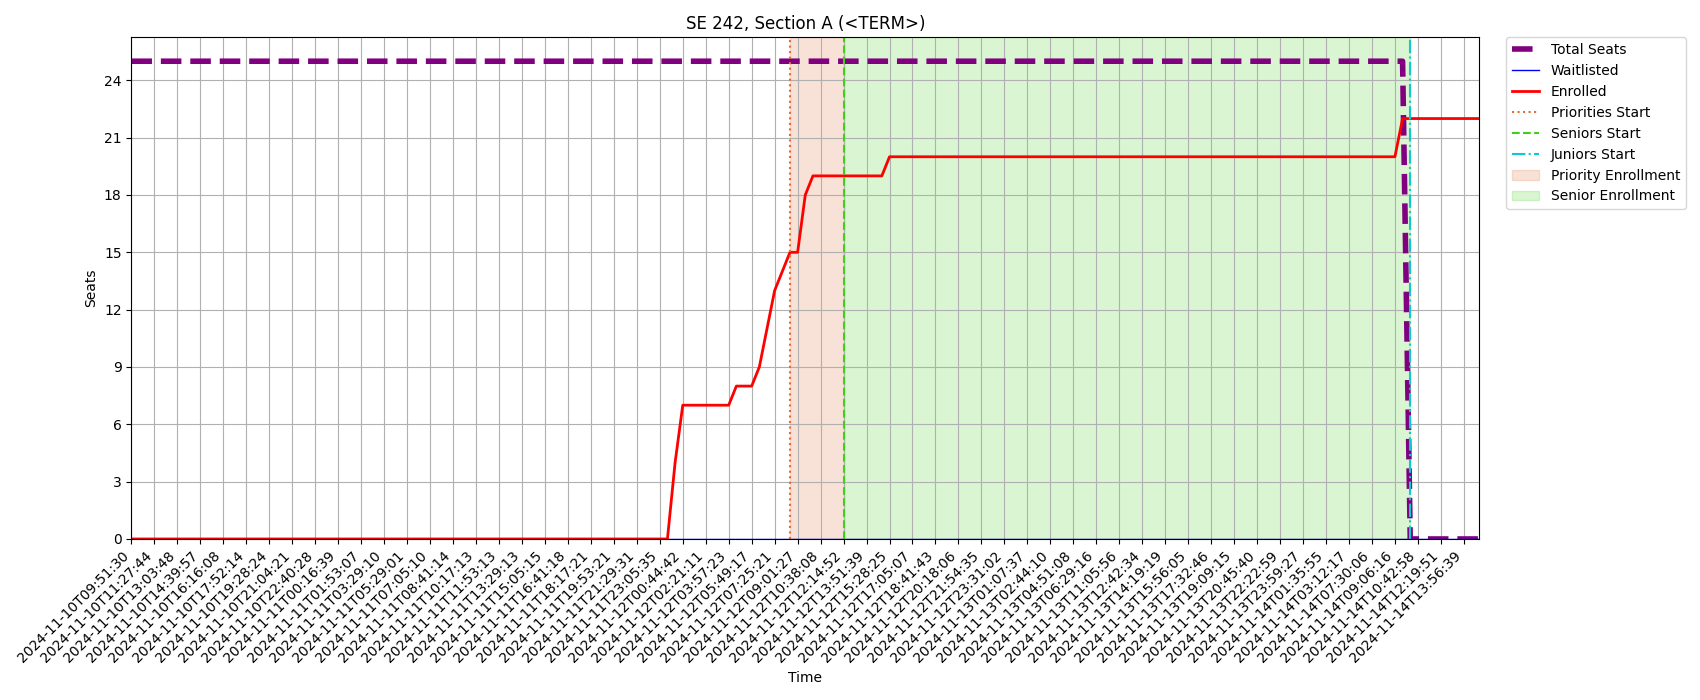 SE 242, Section A (<TERM>)
Total Seats
Waitlisted
Enrolled
Priorities Start
Seniors Start
Juniors Start
Priority Enrollment
Senior Enrollment
Seats
24
21
18
15
12
9
6
3
0
2024-11-10T09:51:30
2024-11-10T11:27:44
2024-11-10T13:03:48
2024-11-10T14:39:57
2024-11-10T16:16:08
2024-11-10T17:52:14
2024-11-10T19:28:24
2024-11-10T21:04:21
2024-11-10T22:40:28
2024-11-11T00:16:39
2024-11-11T01:53:07
2024-11-11T03:29:10
2024-11-11T05:29:01
2024-11-11T07:05:10
2024-11-11T08:41:14
2024-11-11T10:17:13
2024-11-11T11:53:13
2024-11-11T13:29:13
2024-11-11T15:05:15
2024-11-11T16:41:18
2024-11-11T18:17:21
2024-11-11T19:53:21
2024-11-11T21:29:31
2024-11-11T23:05:35
2024-11-12T00:44:42
2024-11-12T02:21:11
2024-11-12T03:57:23
2024-11-12T05:49:17
2024-11-12T07:25:21
2024-11-12T09:01:27
2024-11-12T10:38:08
2024-11-12T12:14:52
2024-11-12T13:51:39
2024-11-12T15:28:25
2024-11-12T17:05:07
2024-11-12T18:41:43
2024-11-12T20:18:06
2024-11-12T21:54:35
2024-11-12T23:31:02
2024-11-13T01:07:37
2024-11-13T02:44:10
2024-11-13T04:51:08
2024-11-13T06:29:16
2024-11-13T11:05:56
2024-11-13T12:42:34
2024-11-13T14:19:19
2024-11-13T15:56:05
2024-11-13T17:32:46
2024-11-13T19:09:15
2024-11-13T20:45:40
2024-11-13T22:22:59
2024-11-13T23:59:27
2024-11-14T01:35:55
2024-11-14T03:12:17
2024-11-14T07:30:06
2024-11-14T09:06:16
2024-11-14T10:42:58
2024-11-14T12:19:51
2024-11-14T13:56:39
Time